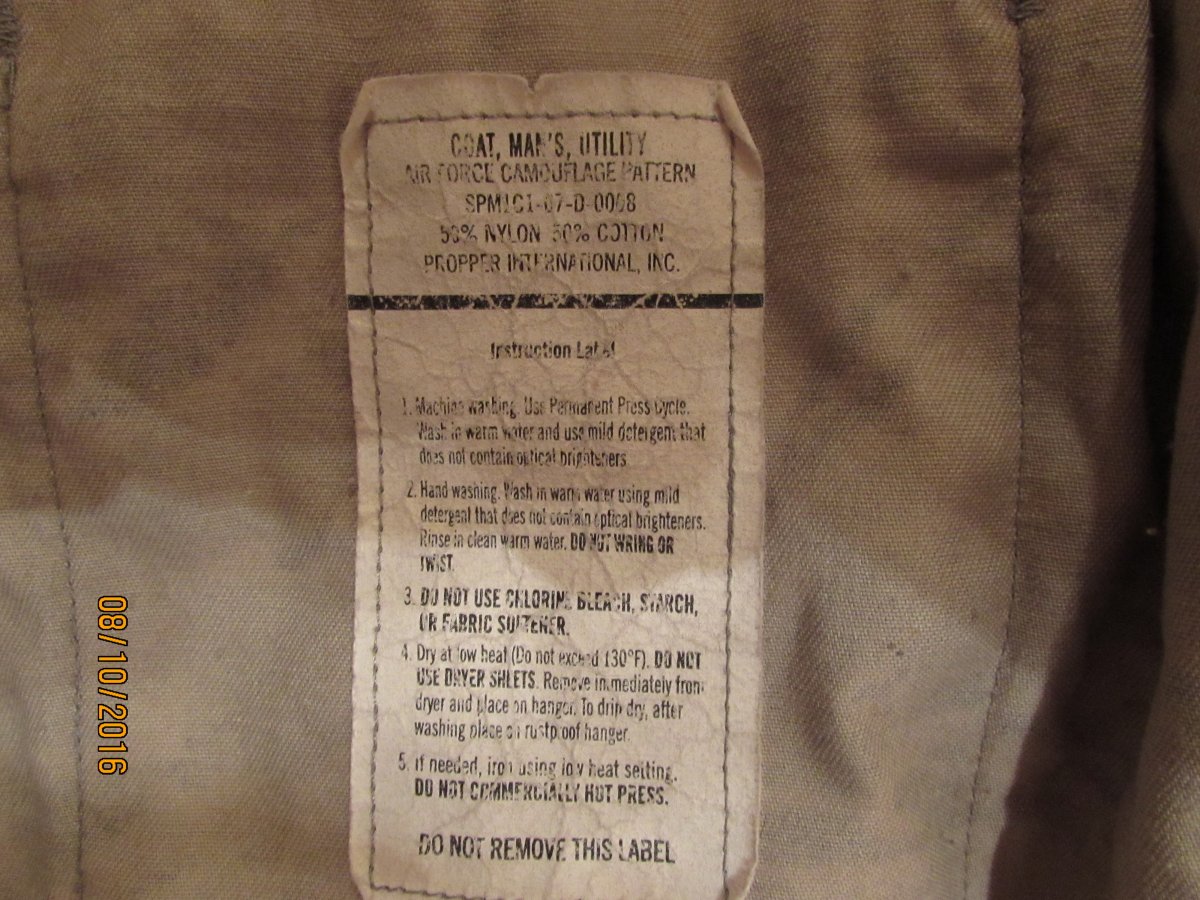 COAT, MAN'S, UTILITY
AIR FORCE CAMOUFLAGE PATTERN
SPM1C1-07-D-0008
50% NYLON 50% COTTON
PROPPER INTERNATIONAL, INC.
Instruction Label
1. Machine washing. Use Permanent Press Cycle.
Wash in warm water and use mild detergent that
does not contain optical brighteners.
2. Hand washing. Wash in warm water using mild
detergent that does not contain optical brighteners.
Rinse in clean warm water. DO NOT WRING OR
TWIST.
3. DO NOT USE CHLORINE BLEACH, STARCH,
OR FABRIC SOFTENER.
4. Dry at low heat (Do not exceed 130°F). DO NOT
USE DRYER SHEETS. Remove immediately from
dryer and place on hanger. To drip dry, after
washing place on rustproof hanger.
5. If needed, iron using low heat setting.
DO NOT COMMERCIALLY HOT PRESS.
DO NOT REMOVE THIS LABEL
08/10/2016